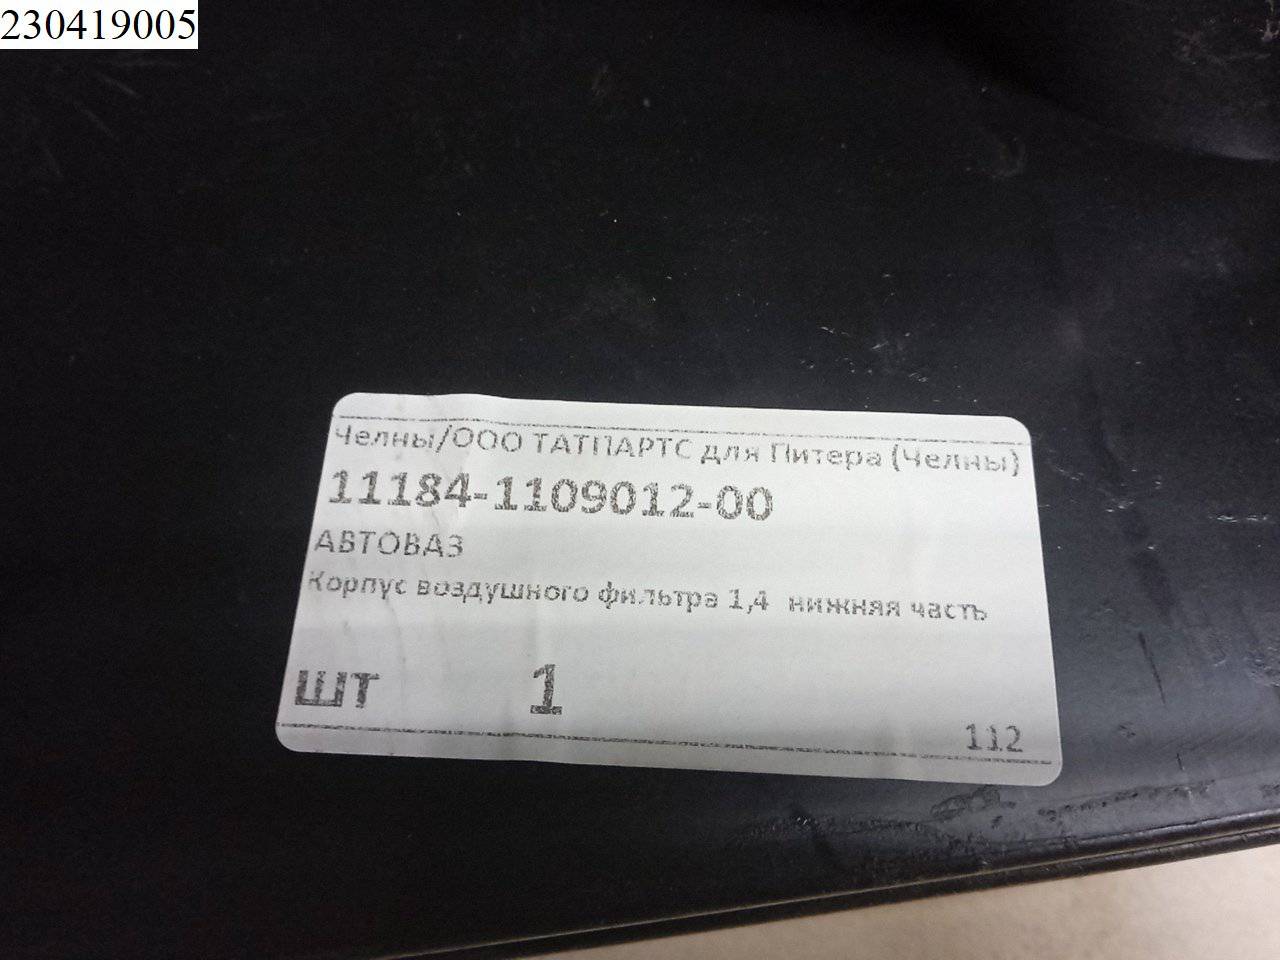 230419005
Челны/ООО ТАТПАРТС для Питера (Челны)
11184-1109012-00
АВТОВАЗ
Корпус воздушного фильтра 1,4 нижняя часть
шт 1
112